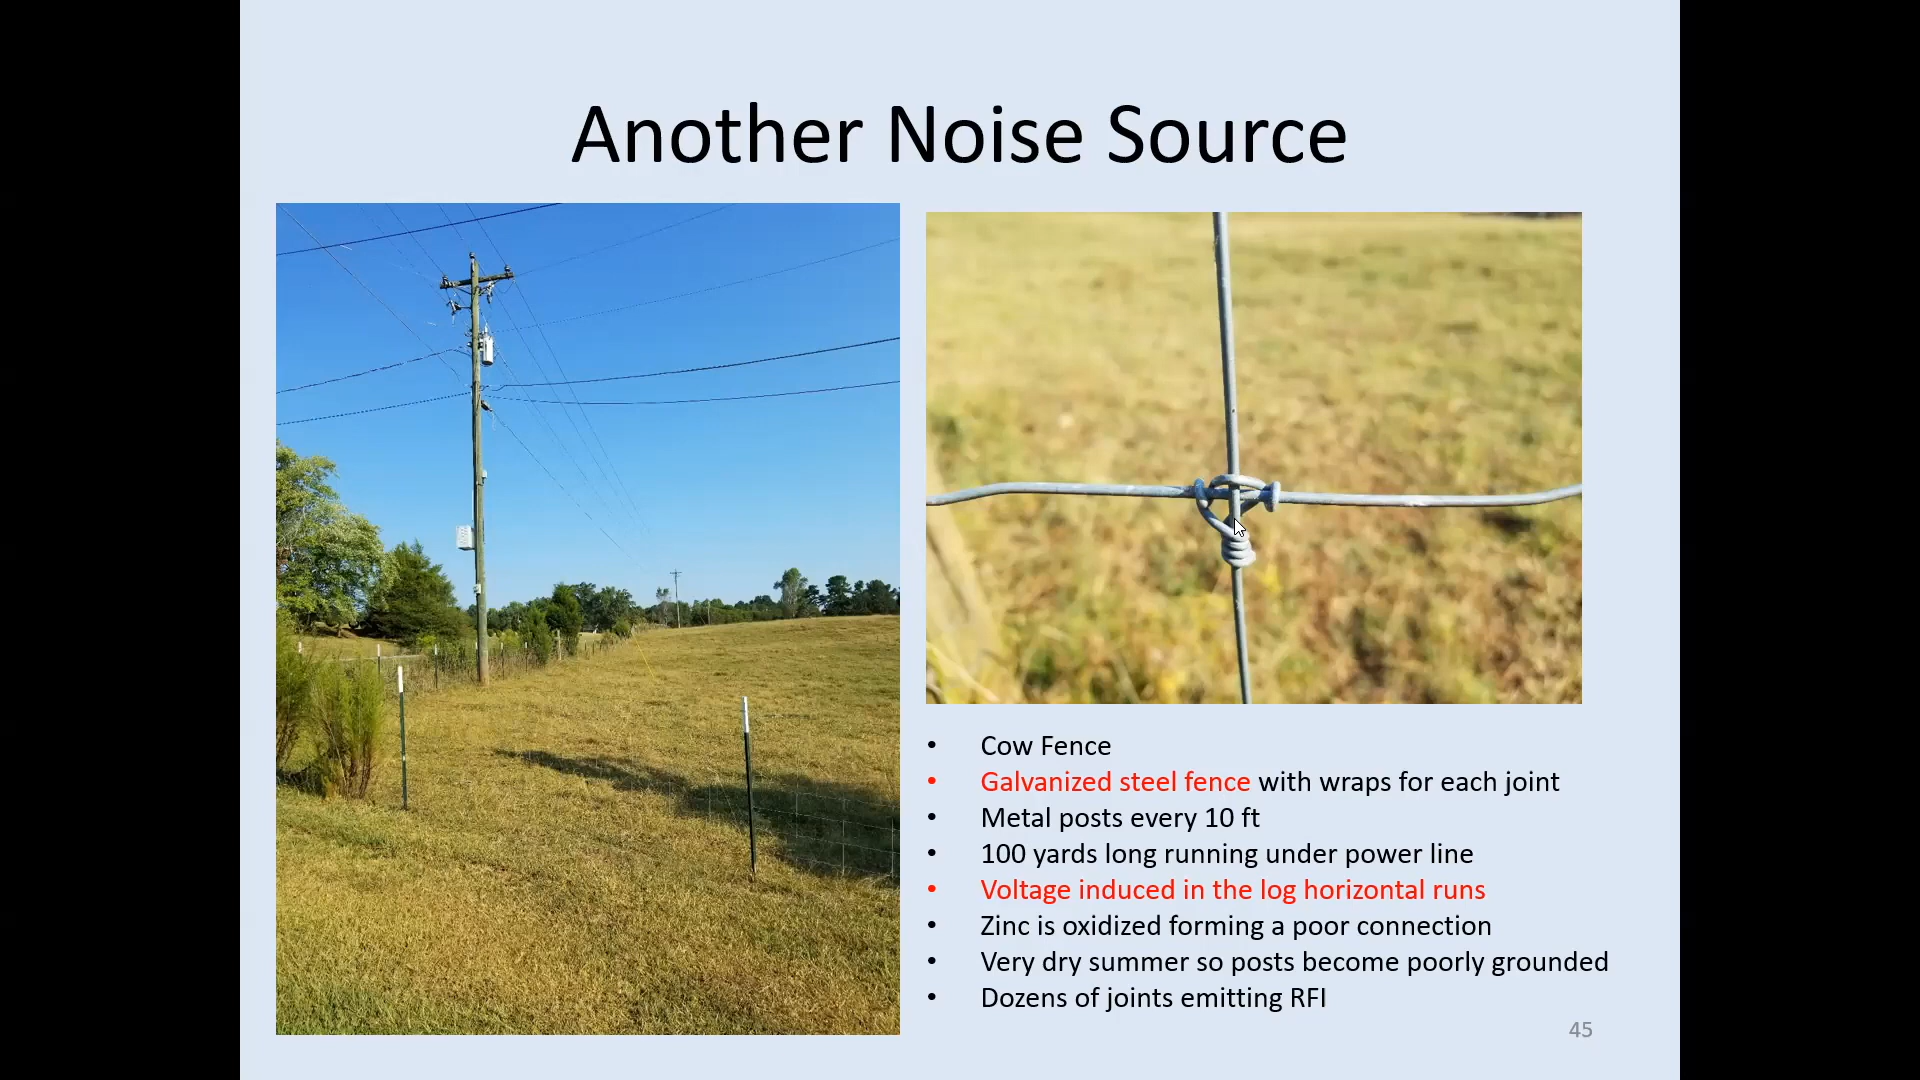 Another Noise Source
• Cow Fence
• Galvanized steel fence with wraps for each joint
• Metal posts every 10 ft
• 100 yards long running under power line
• Voltage induced in the log horizontal runs
• Zinc is oxidized forming a poor connection
• Very dry summer so posts become poorly grounded
• Dozens of joints emitting RFI
45